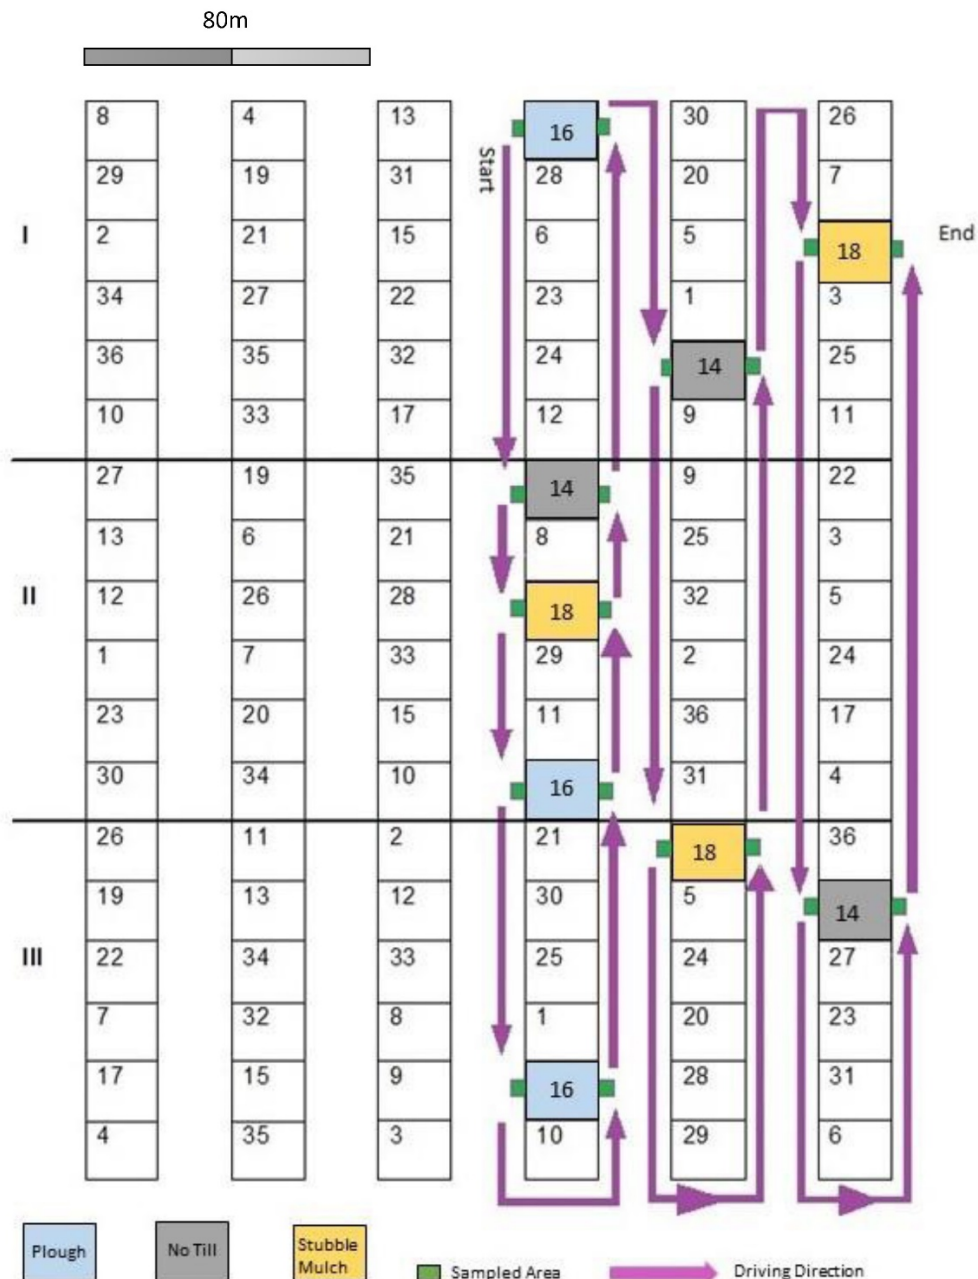 80m
8 4 13 16 30 26
Start
29 19 31 28 20 7
I 2 21 15 6 5 18 End
34 27 22 23 1 3
36 35 32 24 14 25
10 33 17 12 9 11
27 19 35 14 9 22
13 6 21 8 25 3
II 12 26 28 18 32 5
1 7 33 29 2 24
23 20 15 11 36 17
30 34 10 16 31 4
26 11 2 21 18 36
19 13 12 30 5 14
III 22 34 33 25 24 27
7 32 8 1 20 23
17 15 9 16 28 31
4 35 3 10 29 6
Plough No Till Stubble
Mulch
Sampled Area Driving Direction